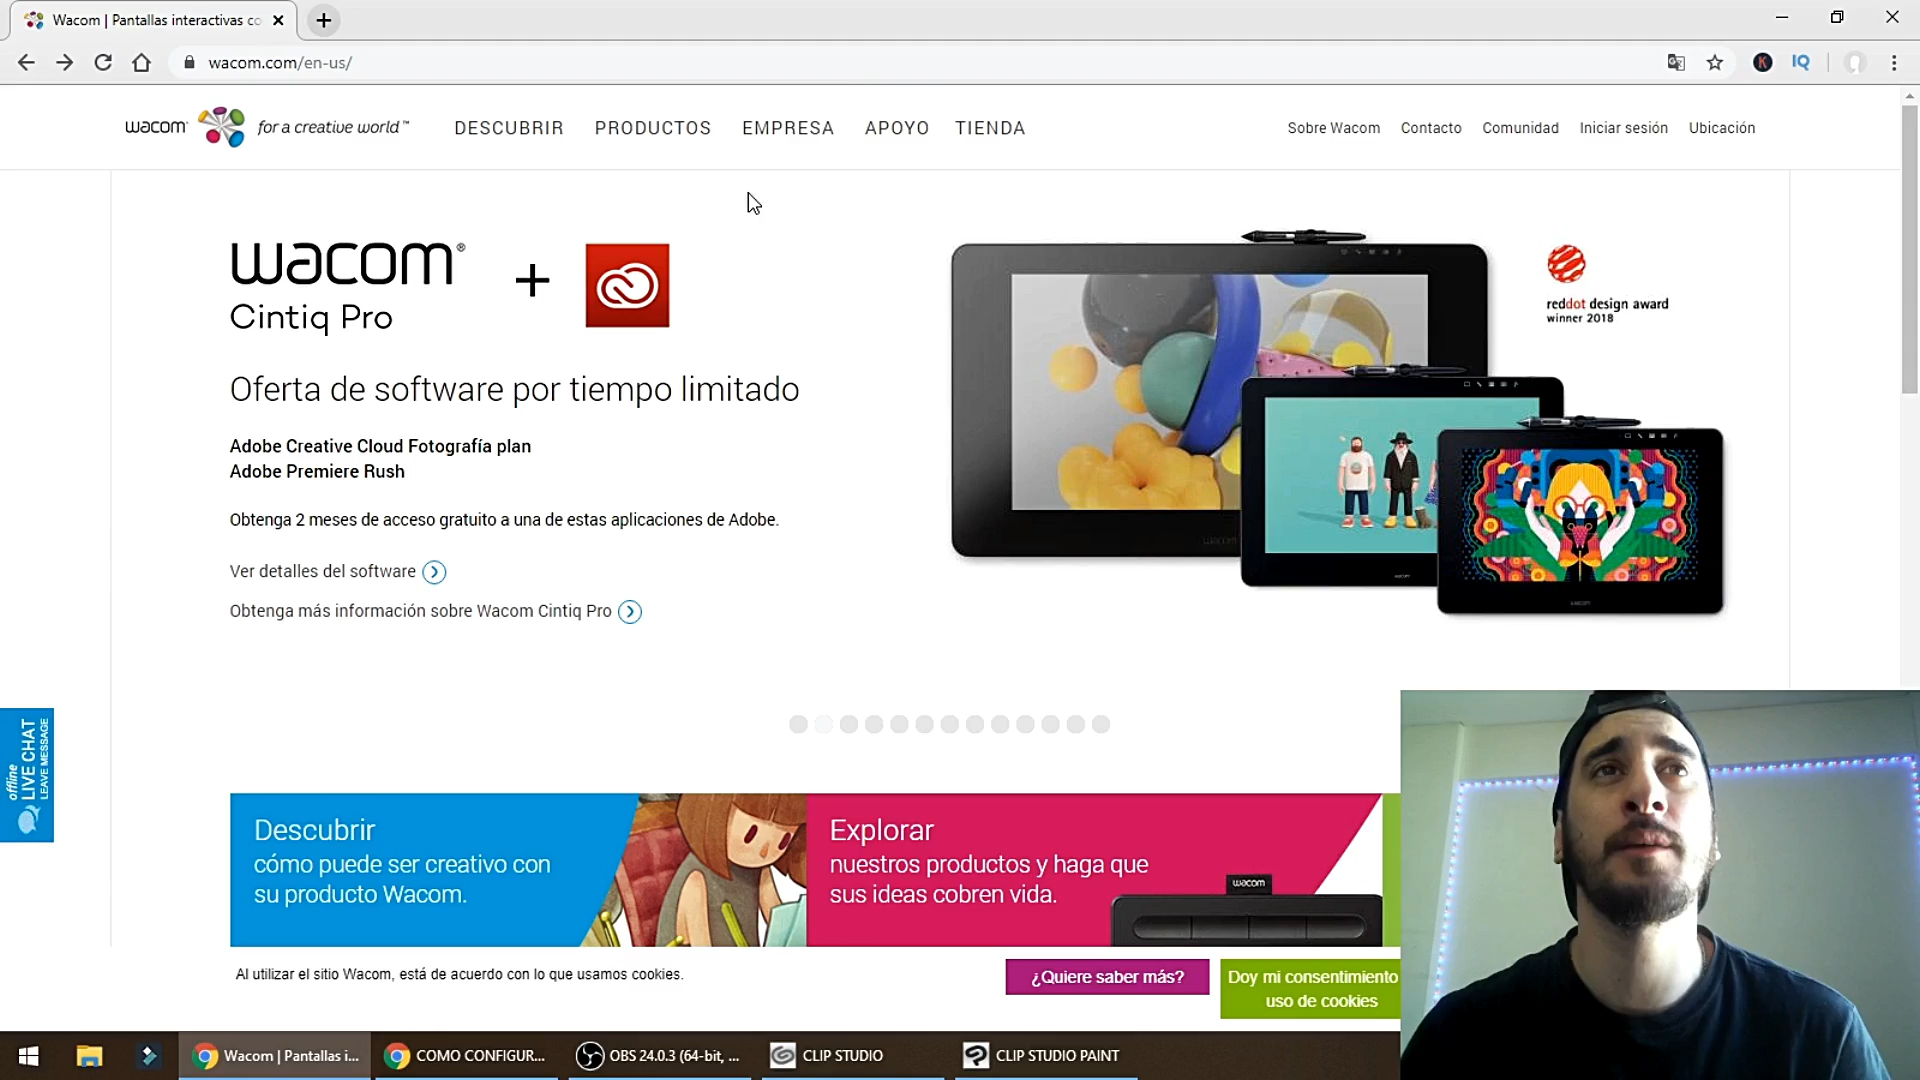 Wacom | Pantallas interactivas co
wacom.com/en-us/
IQ
wacom
for a creative world™
DESCUBRIR
PRODUCTOS
EMPRESA
APOYO
TIENDA
Sobre Wacom
Contacto
Comunidad
Iniciar sesión
Ubicación
wacom®
Cintiq Pro
+
reddot design award
winner 2018
Oferta de software por tiempo limitado
Adobe Creative Cloud Fotografía plan
Adobe Premiere Rush
Obtenga 2 meses de acceso gratuito a una de estas aplicaciones de Adobe.
Ver detalles del software
Obtenga más información sobre Wacom Cintiq Pro
offline
LIVE CHAT
LEAVE MESSAGE
Descubrir
cómo puede ser creativo con
su producto Wacom.
Explorar
nuestros productos y haga que
sus ideas cobren vida.
wacom
Al utilizar el sitio Wacom, está de acuerdo con lo que usamos cookies.
¿Quiere saber más?
Doy mi consentimiento
uso de cookies
Wacom | Pantallas i...
COMO CONFIGUR...
OBS 24.0.3 (64-bit, ...
CLIP STUDIO
CLIP STUDIO PAINT